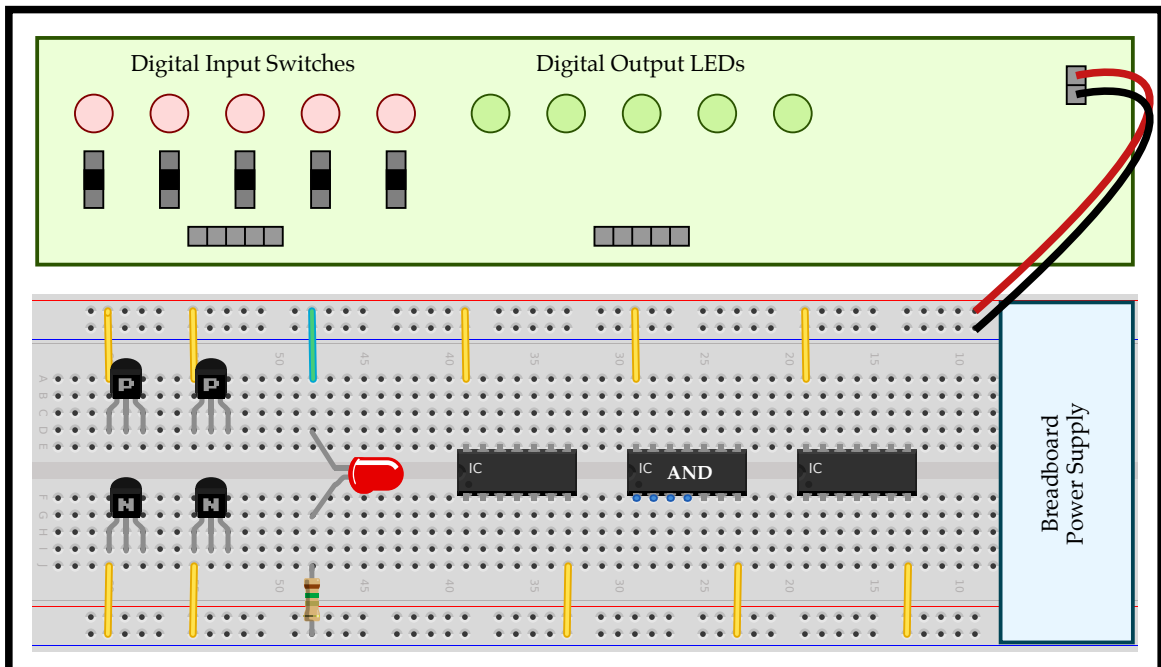 Digital Input Switches
Digital Output LEDs
50 45 40 35 30 25 20 15 10
A
B
C
D
E
P P
IC
IC AND
IC
N N
F
G
H
I
J
50 45 40 35 30 25 20 15 10
Breadboard
Power Supply